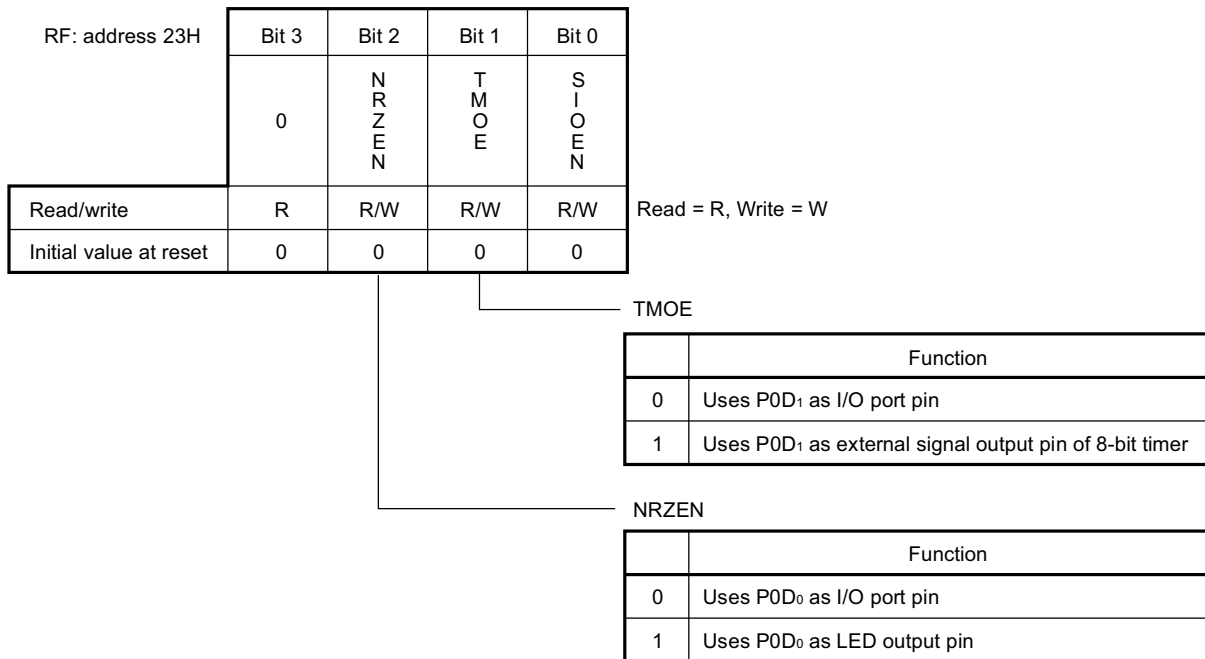 RF: address 23H Bit 3 Bit 2 Bit 1 Bit 0
0 NRZEN TMOE SIOEN
Read/write R R/W R/W R/W Read = R, Write = W
Initial value at reset 0 0 0 0
TMOE
Function
0 Uses P0D₁ as I/O port pin
1 Uses P0D₁ as external signal output pin of 8-bit timer
NRZEN
Function
0 Uses P0D₀ as I/O port pin
1 Uses P0D₀ as LED output pin